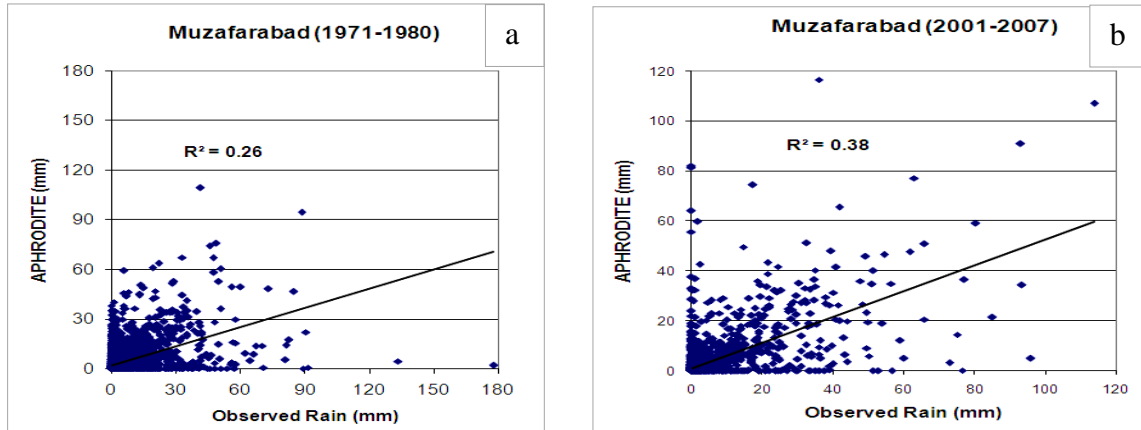 Muzafarabad (1971-1980)
a
180
150
120
90
60
30
0
APHRODITE (mm)
R² = 0.26
0 30 60 90 120 150 180
Observed Rain (mm)
Muzafarabad (2001-2007)
b
120
100
80
60
40
20
0
APHRODITE (mm)
R² = 0.38
0 20 40 60 80 100 120
Observed Rain (mm)